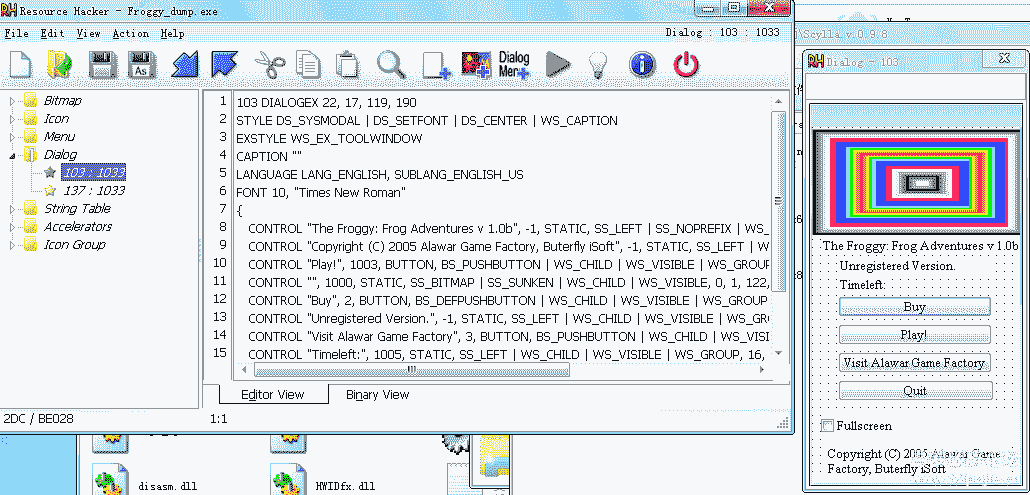 Resource Hacker - Froggy_dump.exe
File Edit View Action Help
Dialog : 103 : 1033
As
Dialog
Menu
Bitmap
Icon
Menu
Dialog
103 : 1033
137 : 1033
String Table
Accelerators
Icon Group
1 103 DIALOGEX 22, 17, 119, 190
2 STYLE DS_SYSMODAL | DS_SETFONT | DS_CENTER | WS_CAPTION
3 EXSTYLE WS_EX_TOOLWINDOW
4 CAPTION ""
5 LANGUAGE LANG_ENGLISH, SUBLANG_ENGLISH_US
6 FONT 10, "Times New Roman"
7 {
8 CONTROL "The Froggy: Frog Adventures v 1.0b", -1, STATIC, SS_LEFT | SS_NOPREFIX | WS_
9 CONTROL "Copyright (C) 2005 Alawar Game Factory, Buterfly iSoft", -1, STATIC, SS_LEFT | W
10 CONTROL "Play!", 1003, BUTTON, BS_PUSHBUTTON | WS_CHILD | WS_VISIBLE | WS_GROUP
11 CONTROL "", 1000, STATIC, SS_BITMAP | SS_SUNKEN | WS_CHILD | WS_VISIBLE, 0, 1, 122,
12 CONTROL "Buy", 2, BUTTON, BS_DEFPUSHBUTTON | WS_CHILD | WS_VISIBLE | WS_GROUP
13 CONTROL "Unregistered Version.", -1, STATIC, SS_LEFT | WS_CHILD | WS_VISIBLE | WS_GR
14 CONTROL "Visit Alawar Game Factory", 3, BUTTON, BS_PUSHBUTTON | WS_CHILD | WS_VISI
15 CONTROL "Timeleft:", 1005, STATIC, SS_LEFT | WS_CHILD | WS_VISIBLE | WS_GROUP, 16,
Editor View
Binary View
2DC / BE028
1:1
disasm.dll
HWIDfx.dll
Scylla v.0.9.8
Dialog - 103
The Froggy: Frog Adventures v 1.0b
Unregistered Version.
Timeleft:
Buy
Play!
Visit Alawar Game Factory
Quit
Fullscreen
Copyright (C) 2005 Alawar Game
Factory, Buterfly iSoft